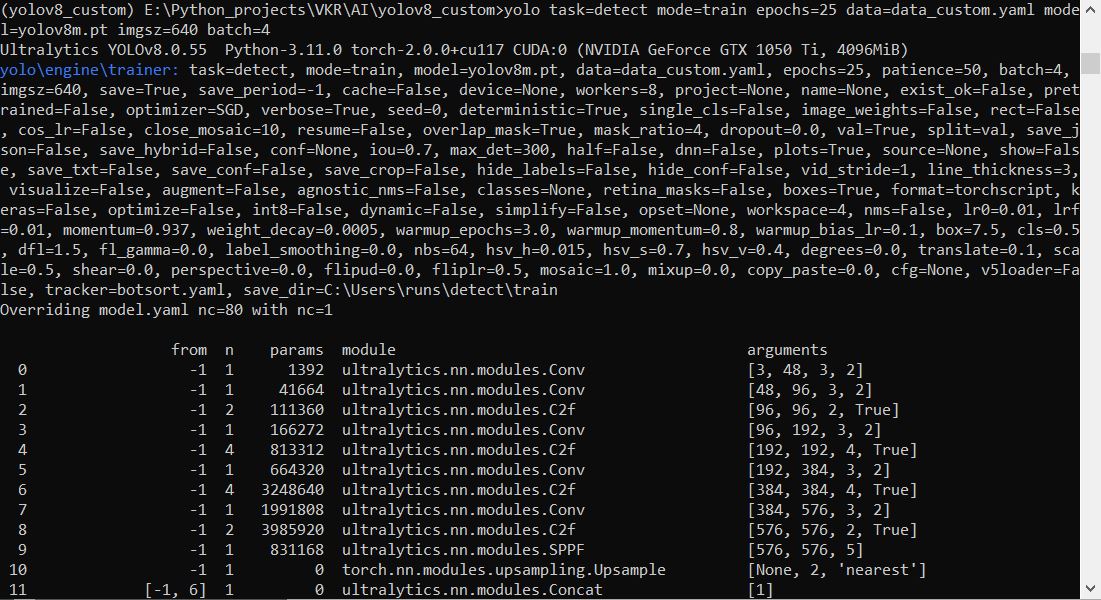 (yolov8_custom) E:\Python_projects\VKR\AI\yolov8_custom>yolo task=detect mode=train epochs=25 data=data_custom.yaml mode
l=yolov8m.pt imgsz=640 batch=4
Ultralytics YOLOv8.0.55  Python-3.11.0 torch-2.0.0+cu117 CUDA:0 (NVIDIA GeForce GTX 1050 Ti, 4096MiB)
yolo\engine\trainer: task=detect, mode=train, model=yolov8m.pt, data=data_custom.yaml, epochs=25, patience=50, batch=4,
imgsz=640, save=True, save_period=-1, cache=False, device=None, workers=8, project=None, name=None, exist_ok=False, pret
rained=False, optimizer=SGD, verbose=True, seed=0, deterministic=True, single_cls=False, image_weights=False, rect=False
, cos_lr=False, close_mosaic=10, resume=False, overlap_mask=True, mask_ratio=4, dropout=0.0, val=True, split=val, save_j
son=False, save_hybrid=False, conf=None, iou=0.7, max_det=300, half=False, dnn=False, plots=True, source=None, show=Fals
e, save_txt=False, save_conf=False, save_crop=False, hide_labels=False, hide_conf=False, vid_stride=1, line_thickness=3,
 visualize=False, augment=False, agnostic_nms=False, classes=None, retina_masks=False, boxes=True, format=torchscript, k
eras=False, optimize=False, int8=False, dynamic=False, simplify=False, opset=None, workspace=4, nms=False, lr0=0.01, lrf
=0.01, momentum=0.937, weight_decay=0.0005, warmup_epochs=3.0, warmup_momentum=0.8, warmup_bias_lr=0.1, box=7.5, cls=0.5
, dfl=1.5, fl_gamma=0.0, label_smoothing=0.0, nbs=64, hsv_h=0.015, hsv_s=0.7, hsv_v=0.4, degrees=0.0, translate=0.1, sca
le=0.5, shear=0.0, perspective=0.0, flipud=0.0, fliplr=0.5, mosaic=1.0, mixup=0.0, copy_paste=0.0, cfg=None, v5loader=Fa
lse, tracker=botsort.yaml, save_dir=C:\Users\runs\detect\train
Overriding model.yaml nc=80 with nc=1
                   from  n    params  module                                       arguments
  0                  -1  1      1392  ultralytics.nn.modules.Conv                  [3, 48, 3, 2]
  1                  -1  1     41664  ultralytics.nn.modules.Conv                  [48, 96, 3, 2]
  2                  -1  2    111360  ultralytics.nn.modules.C2f                   [96, 96, 2, True]
  3                  -1  1    166272  ultralytics.nn.modules.Conv                  [96, 192, 3, 2]
  4                  -1  4    813312  ultralytics.nn.modules.C2f                   [192, 192, 4, True]
  5                  -1  1    664320  ultralytics.nn.modules.Conv                  [192, 384, 3, 2]
  6                  -1  4   3248640  ultralytics.nn.modules.C2f                   [384, 384, 4, True]
  7                  -1  1   1991808  ultralytics.nn.modules.Conv                  [384, 576, 3, 2]
  8                  -1  2   3985920  ultralytics.nn.modules.C2f                   [576, 576, 2, True]
  9                  -1  1    831168  ultralytics.nn.modules.SPPF                  [576, 576, 5]
 10                  -1  1         0  torch.nn.modules.upsampling.Upsample         [None, 2, 'nearest']
 11             [-1, 6]  1         0  ultralytics.nn.modules.Concat                [1]